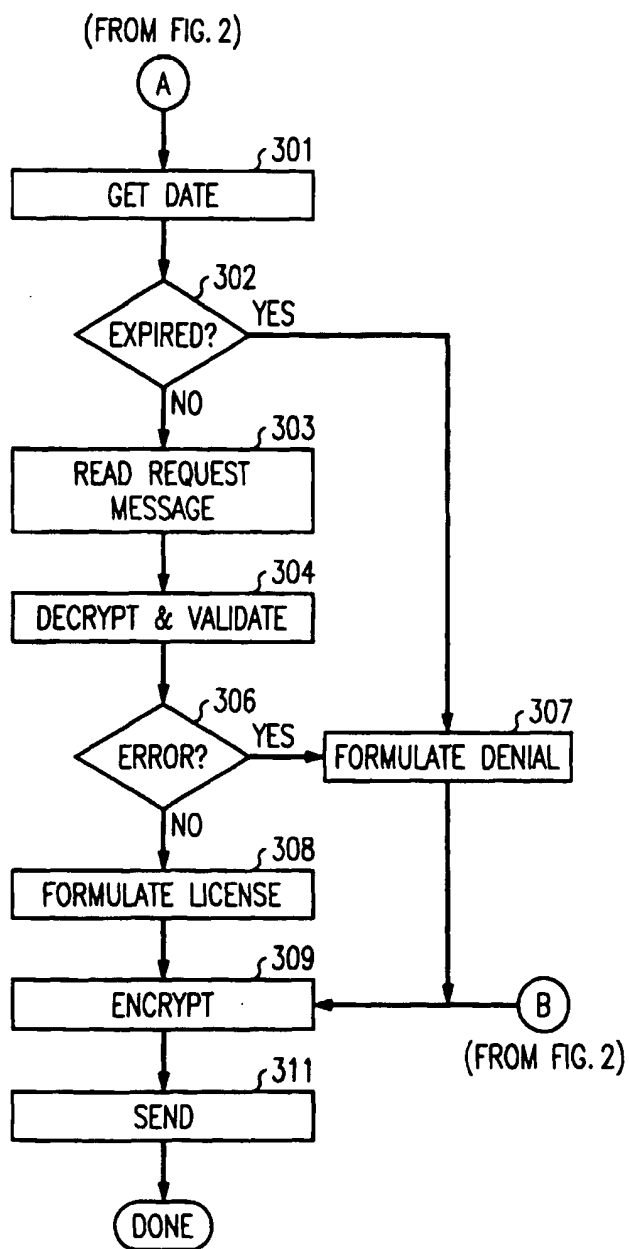 (FROM FIG. 2)
A
301
GET DATE
302
EXPIRED?
YES
NO
303
READ REQUEST
MESSAGE
304
DECRYPT & VALIDATE
306
ERROR?
YES
307
FORMULATE DENIAL
NO
308
FORMULATE LICENSE
309
ENCRYPT
B
(FROM FIG. 2)
311
SEND
DONE